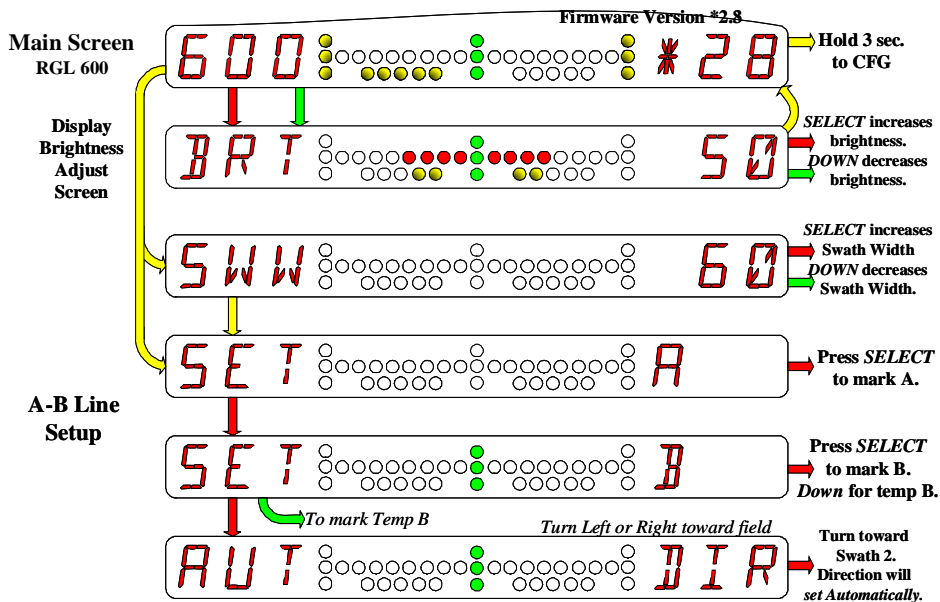 Firmware Version *2.8
Main Screen
RGL 600
600
*28
Hold 3 sec.
to CFG
Display
Brightness
Adjust
Screen
BRT
50
SELECT increases
brightness.
DOWN decreases
brightness.
SWW
60
SELECT increases
Swath Width
DOWN decreases
Swath Width.
SET
A
Press SELECT
to mark A.
A-B Line
Setup
SET
B
Press SELECT
to mark B.
Down for temp B.
To mark Temp B
Turn Left or Right toward field
AUT
DIR
Turn toward
Swath 2.
Direction will
set Automatically.